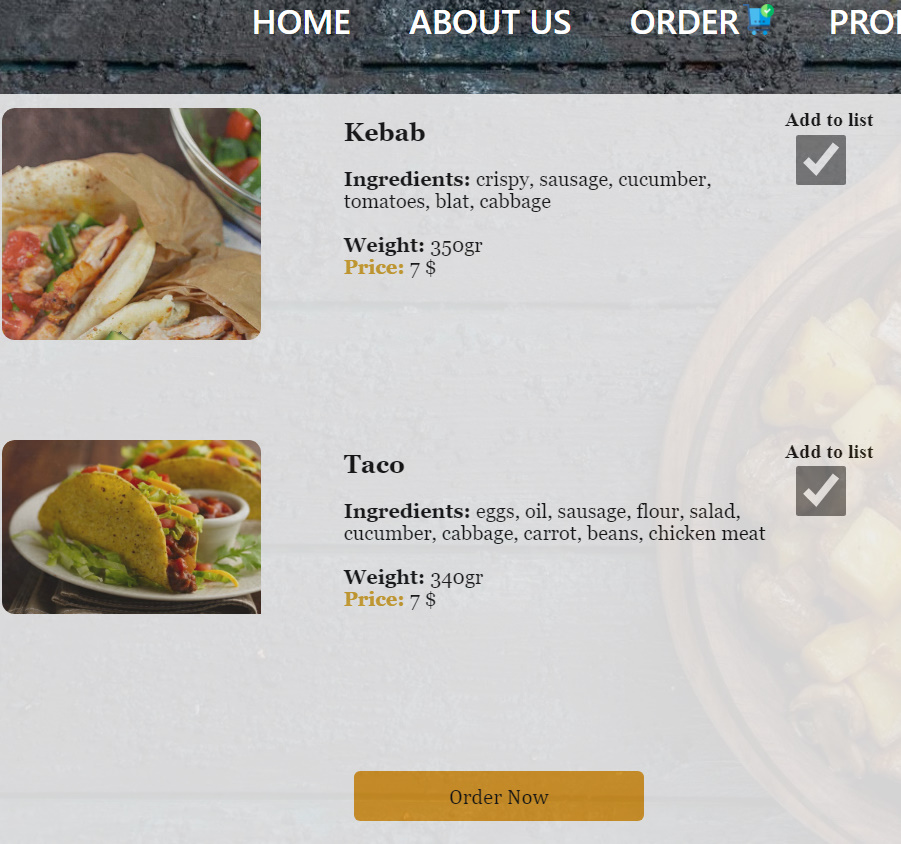 HOME ABOUT US ORDER
Kebab
Add to list
Ingredients: crispy, sausage, cucumber,
tomatoes, blat, cabbage
Weight: 350gr
Price: 7 $
Taco
Add to list
Ingredients: eggs, oil, sausage, flour, salad,
cucumber, cabbage, carrot, beans, chicken meat
Weight: 340gr
Price: 7 $
Order Now